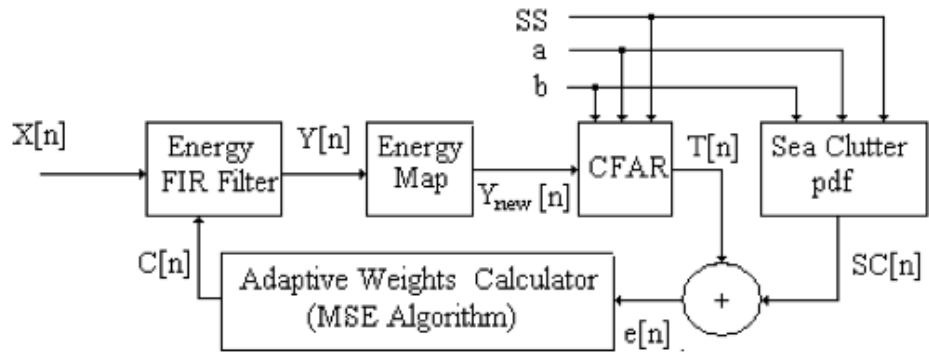 SS
a
b
X[n]
Energy
FIR Filter
Y[n]
Energy
Map
Ynew [n]
CFAR
T[n]
Sea Clutter
pdf
C[n]
Adaptive Weights Calculator
(MSE Algorithm)
e[n]
+
SC[n]